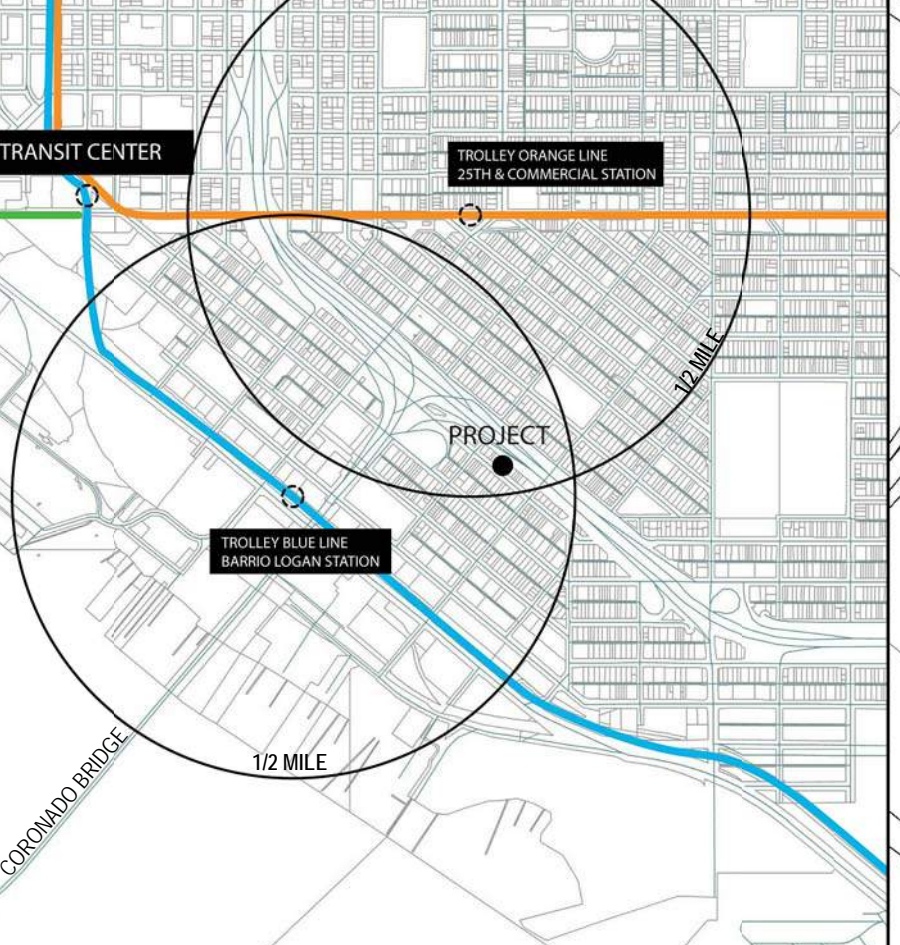 TRANSIT CENTER
TROLLEY ORANGE LINE
25TH & COMMERCIAL STATION
1/2 MILE
PROJECT
TROLLEY BLUE LINE
BARRIO LOGAN STATION
CORONADO BRIDGE
1/2 MILE